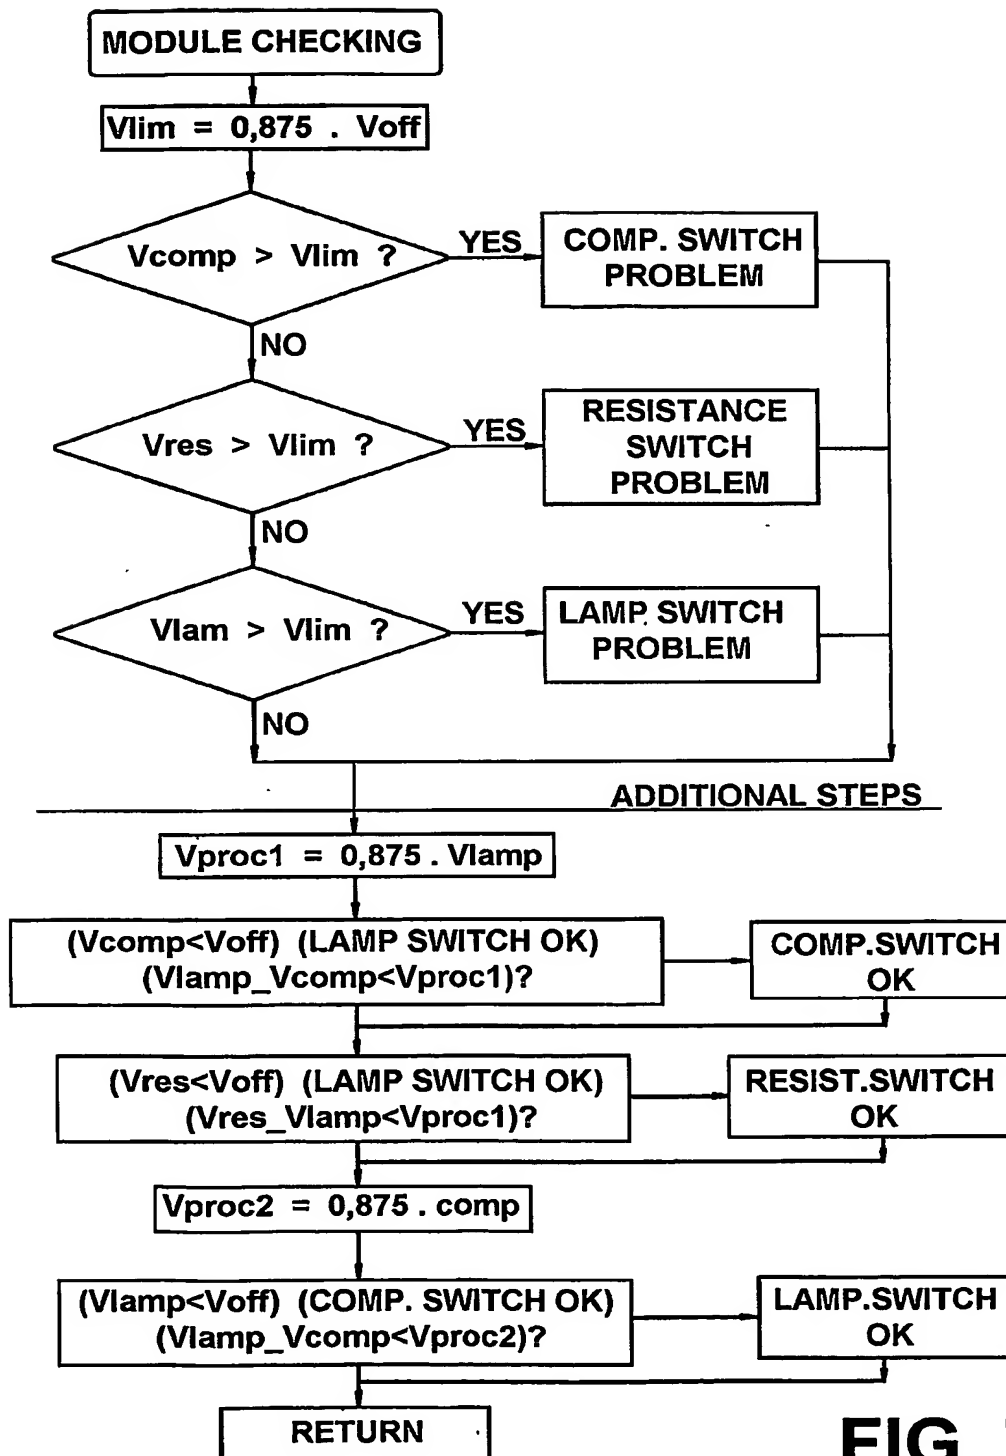 MODULE CHECKING
Vlim = 0,875 . Voff
Vcomp > Vlim ?
YES
COMP. SWITCH
PROBLEM
NO
Vres > Vlim ?
YES
RESISTANCE
SWITCH
PROBLEM
NO
Vlam > Vlim ?
YES
LAMP. SWITCH
PROBLEM
NO
ADDITIONAL STEPS
Vproc1 = 0,875 . Vlamp
(Vcomp<Voff) (LAMP SWITCH OK)
(Vlamp_Vcomp<Vproc1)?
COMP.SWITCH
OK
(Vres<Voff) (LAMP SWITCH OK)
(Vres_Vlamp<Vproc1)?
RESIST.SWITCH
OK
Vproc2 = 0,875 . comp
(Vlamp<Voff) (COMP. SWITCH OK)
(Vlamp_Vcomp<Vproc2)?
LAMP.SWITCH
OK
RETURN
FIG